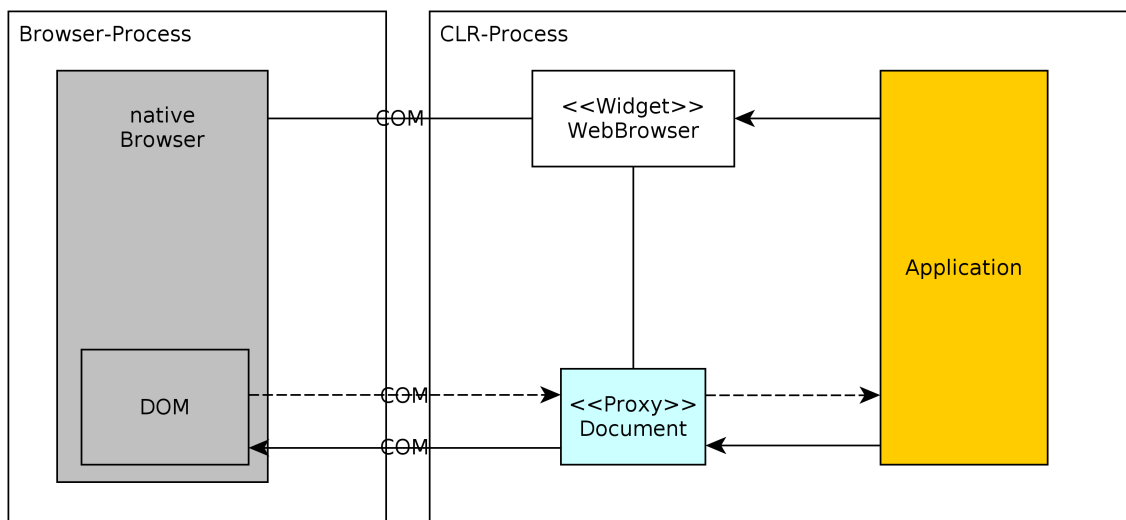 Browser-Process
CLR-Process
native
Browser
COM
<<Widget>>
WebBrowser
Application
DOM
COM
<<Proxy>>
Document
COM